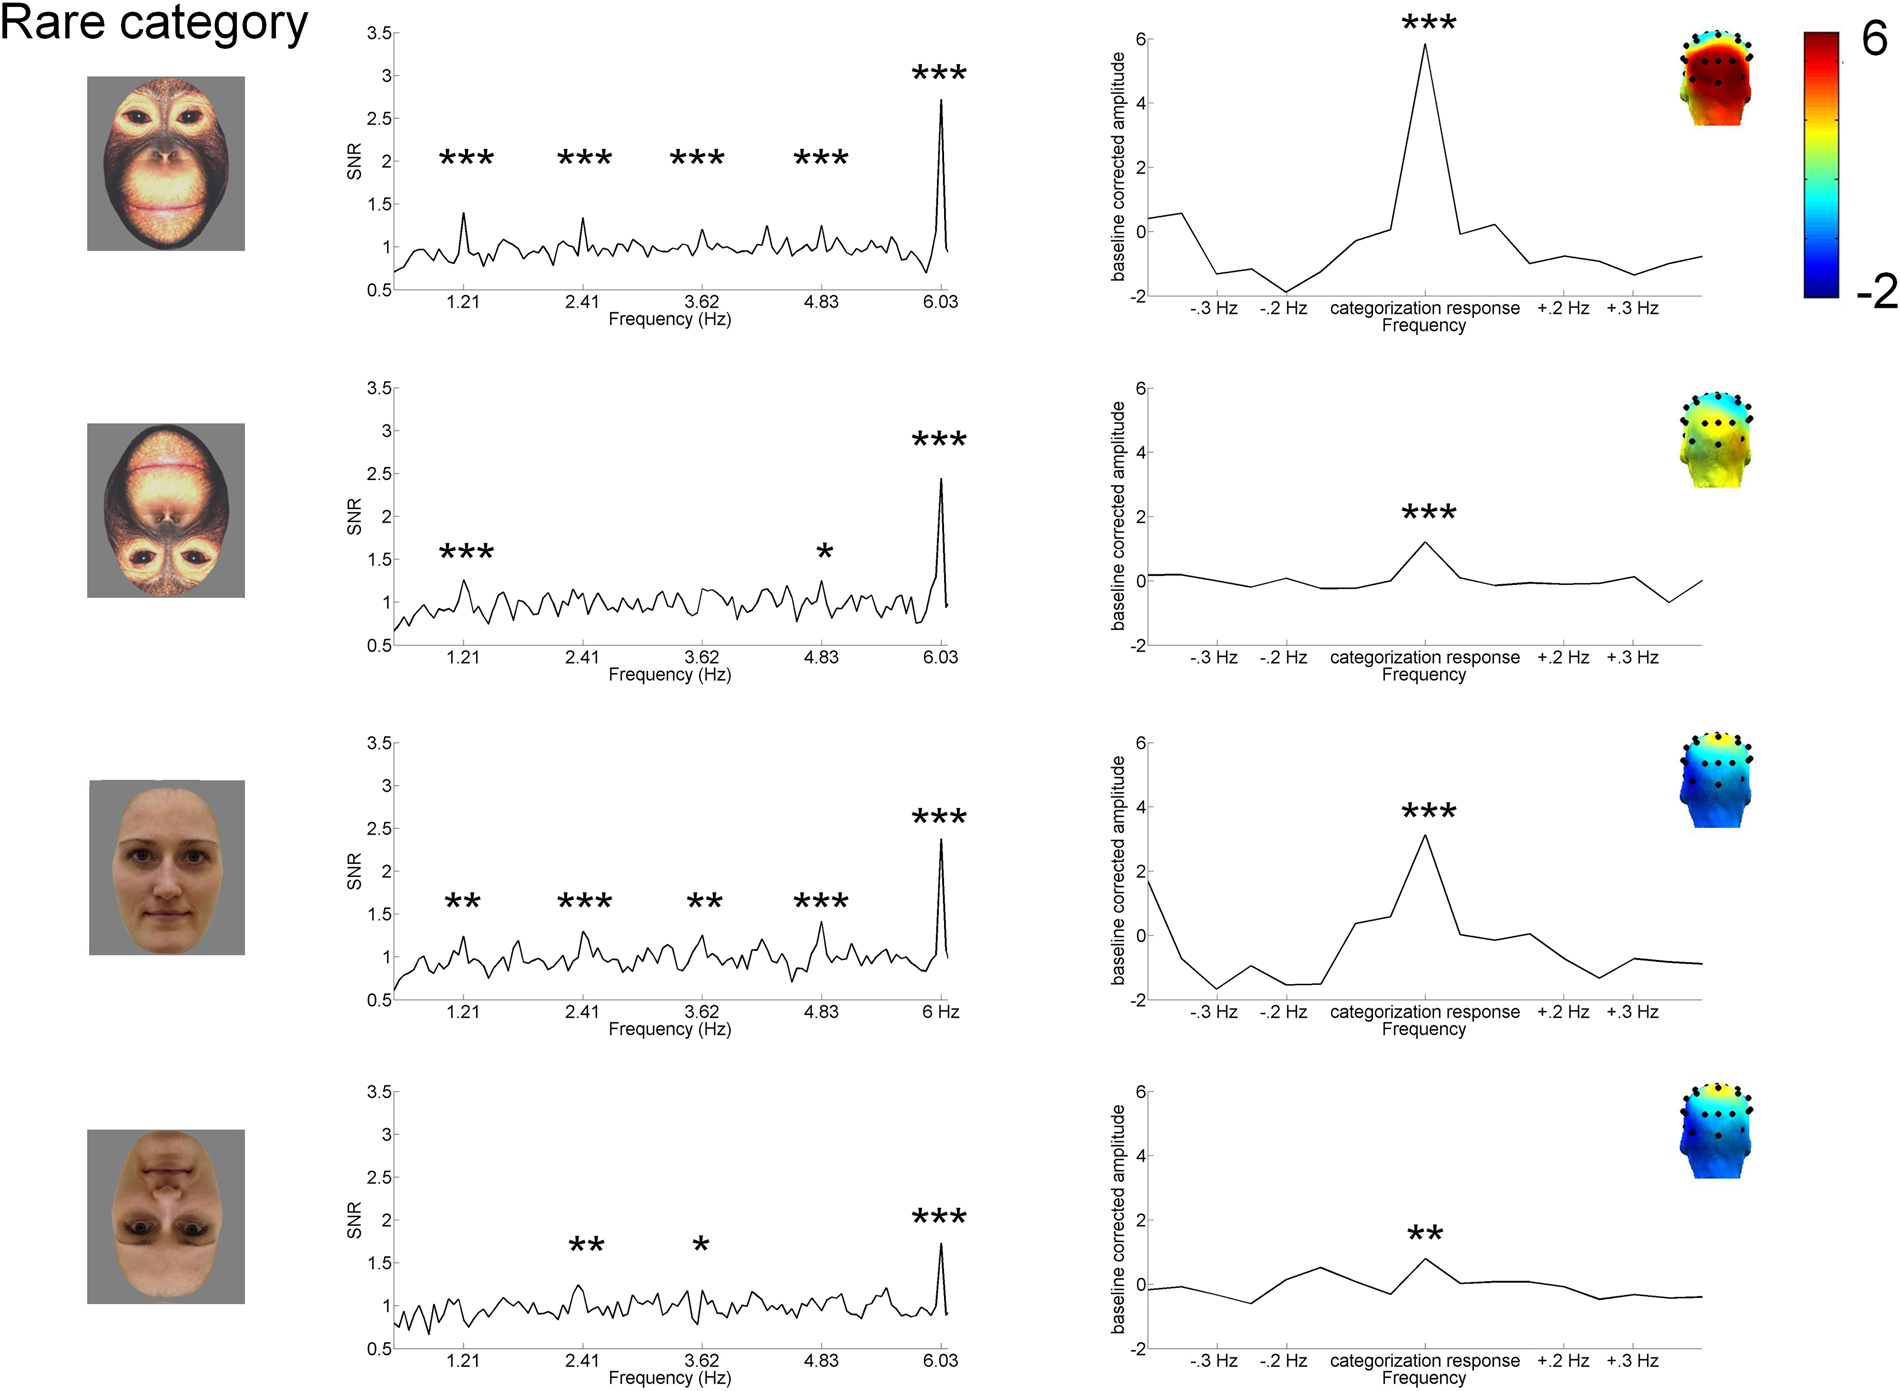 Rare category
3.5
3
2.5
2
1.5
1
0.5
SNR
*** *** *** *** ***
1.21 2.41 3.62 4.83 6.03
Frequency (Hz)
6
4
2
0
-2
baseline corrected amplitude
***
-.3 Hz -.2 Hz categorization response +.2 Hz +.3 Hz
Frequency
6
-2
3.5
3
2.5
2
1.5
1
0.5
SNR
*** * ***
1.21 2.41 3.62 4.83 6.03
Frequency (Hz)
6
4
2
0
-2
baseline corrected amplitude
***
-.3 Hz -.2 Hz categorization response +.2 Hz +.3 Hz
Frequency
3.5
3
2.5
2
1.5
1
0.5
SNR
** *** ** *** ***
1.21 2.41 3.62 4.83 6 Hz
Frequency (Hz)
6
4
2
0
-2
baseline corrected amplitude
***
-.3 Hz -.2 Hz categorization response +.2 Hz +.3 Hz
Frequency
3.5
3
2.5
2
1.5
1
0.5
SNR
** * ***
1.21 2.41 3.62 4.83 6.03
Frequency (Hz)
6
4
2
0
-2
baseline corrected amplitude
**
-.3 Hz -.2 Hz categorization response +.2 Hz +.3 Hz
Frequency